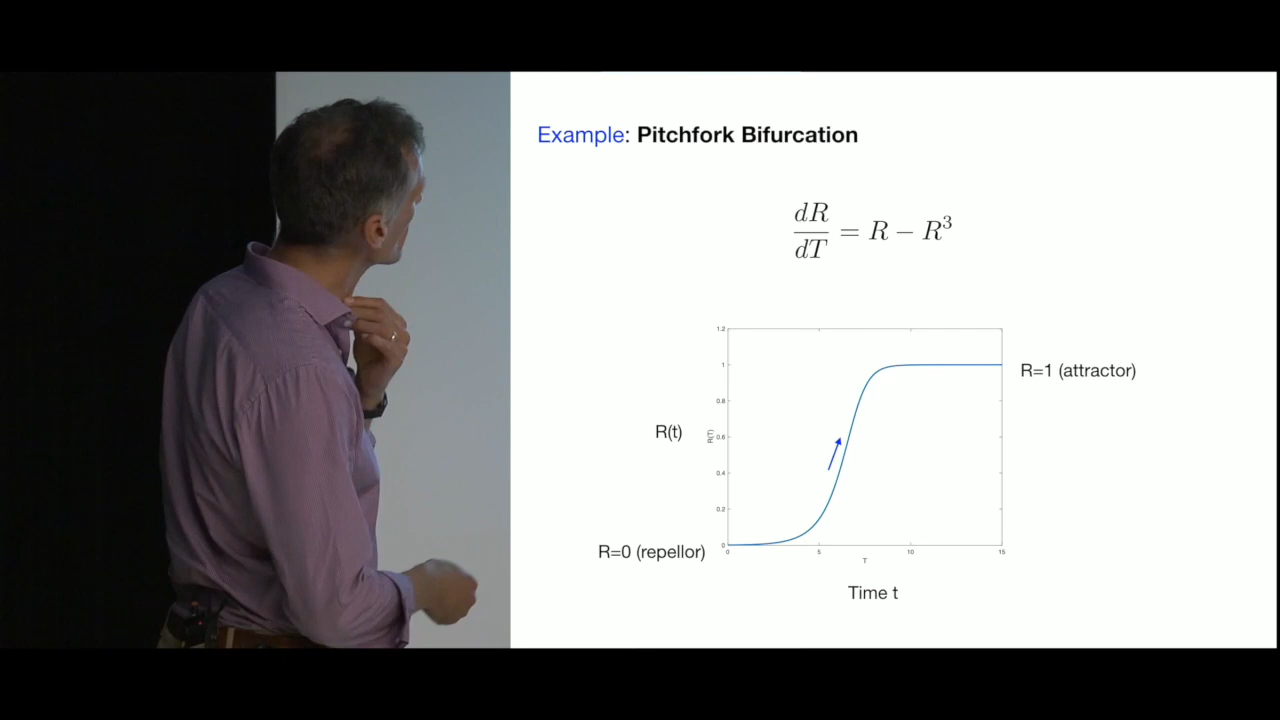 Example: Pitchfork Bifurcation
dR/dT = R − R³
1.2
1
0.8
0.6
0.4
0.2
0
R(T)
R(t)
R=1 (attractor)
R=0 (repellor)
0 5 10 15
T
Time t